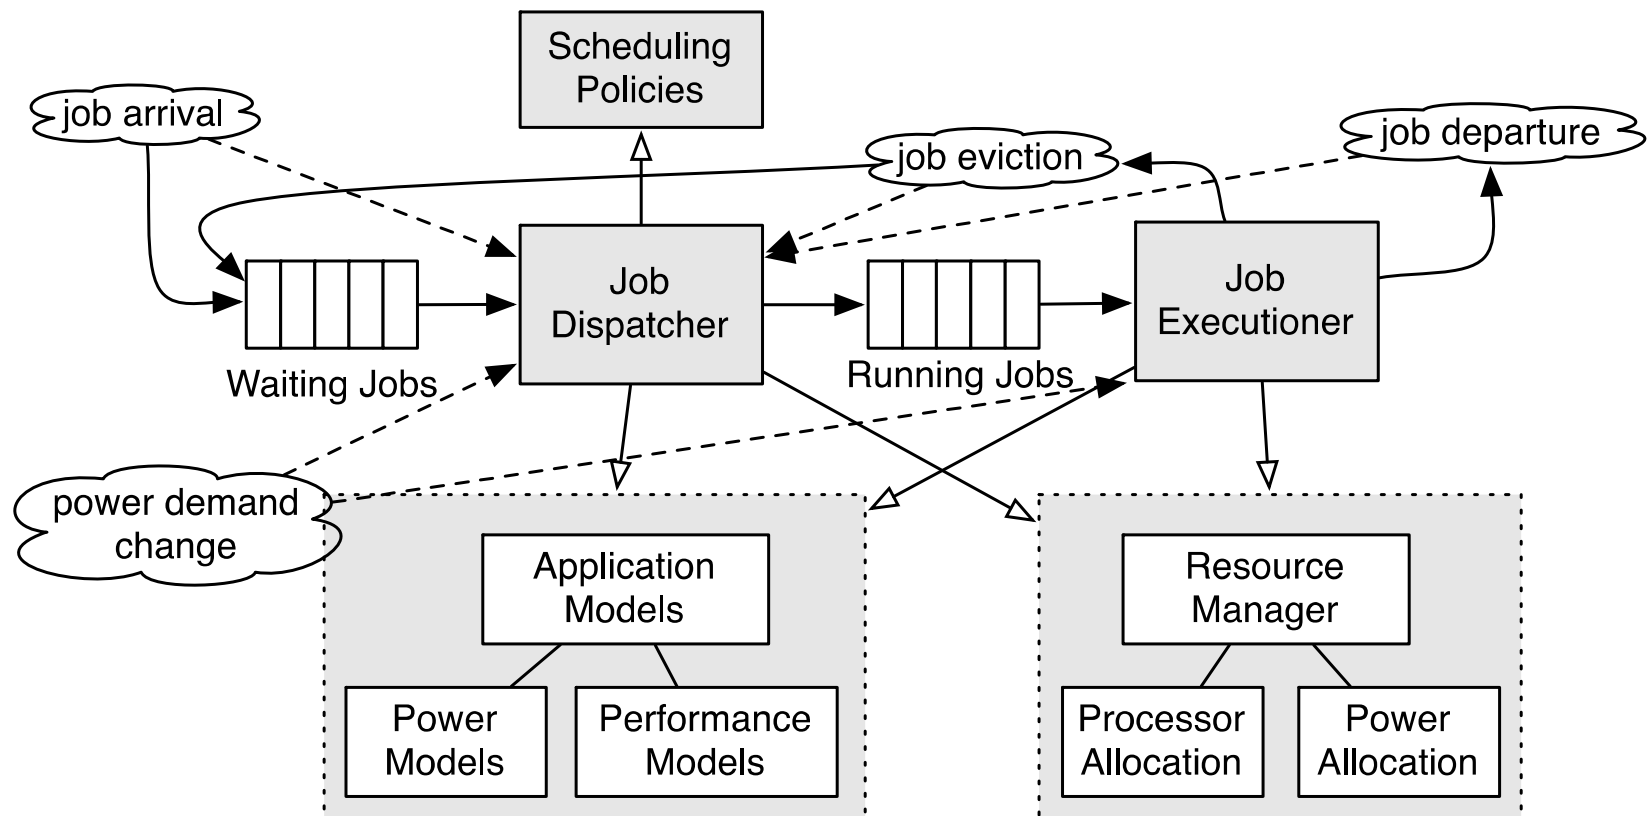 Scheduling
Policies
job arrival
job eviction
job departure
Job
Dispatcher
Job
Executioner
Waiting Jobs
Running Jobs
power demand
change
Application
Models
Resource
Manager
Power
Models
Performance
Models
Processor
Allocation
Power
Allocation